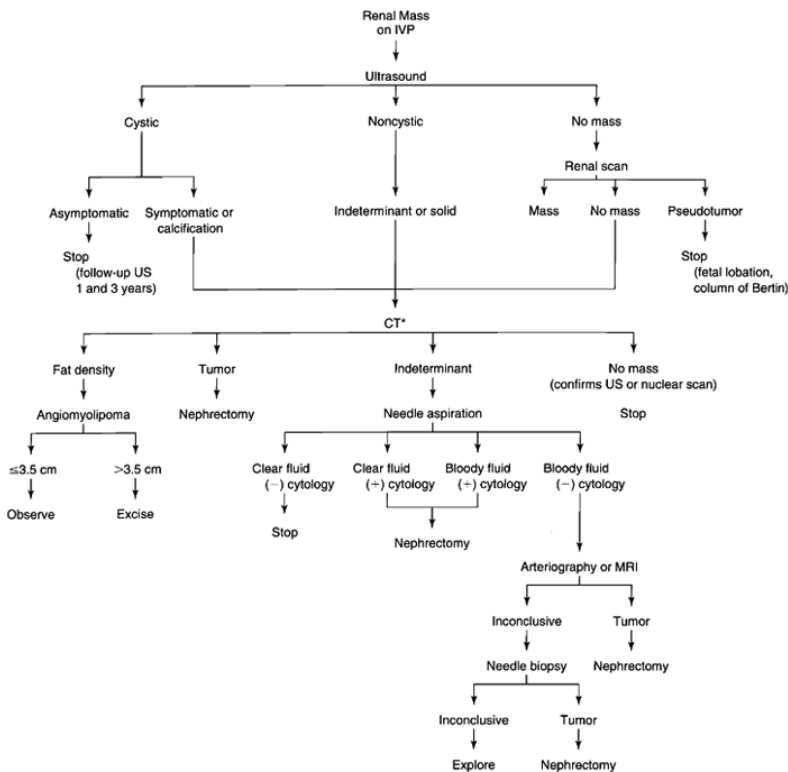 Renal Mass
on IVP
Ultrasound
Cystic
Noncystic
No mass
Renal scan
Asymptomatic
Symptomatic or
calcification
Indeterminant or solid
Mass
No mass
Pseudotumor
Stop
(follow-up US
1 and 3 years)
Stop
(fetal lobation,
column of Bertin)
CT*
Fat density
Tumor
Indeterminant
No mass
(confirms US or nuclear scan)
Angiomyolipoma
Nephrectomy
Needle aspiration
Stop
≤3.5 cm
>3.5 cm
Clear fluid
(−) cytology
Clear fluid
(+) cytology
Bloody fluid
(+) cytology
Bloody fluid
(−) cytology
Observe
Excise
Stop
Nephrectomy
Arteriography or MRI
Inconclusive
Tumor
Needle biopsy
Nephrectomy
Inconclusive
Tumor
Explore
Nephrectomy